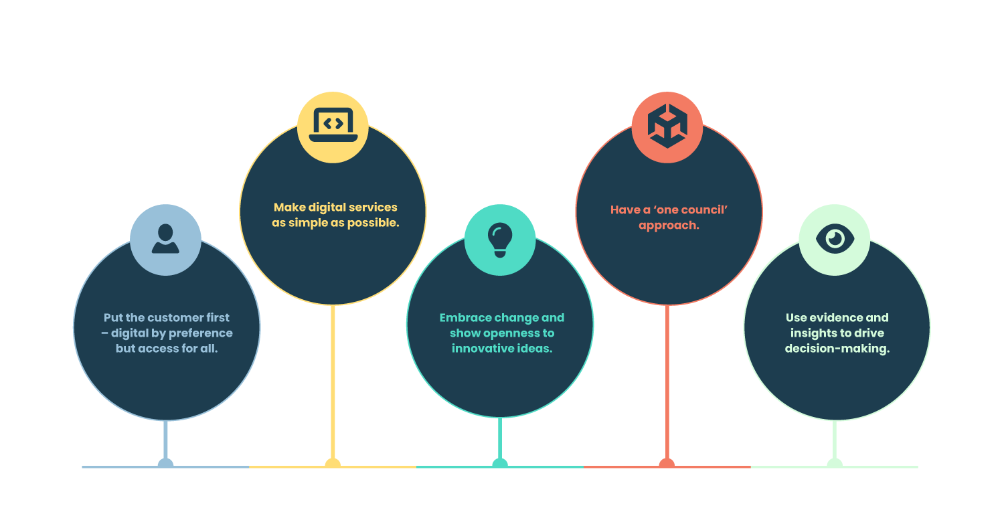 Put the customer first
– digital by preference
but access for all.
Make digital services
as simple as possible.
Embrace change and
show openness to
innovative ideas.
Have a ‘one council’
approach.
Use evidence and
insights to drive
decision-making.